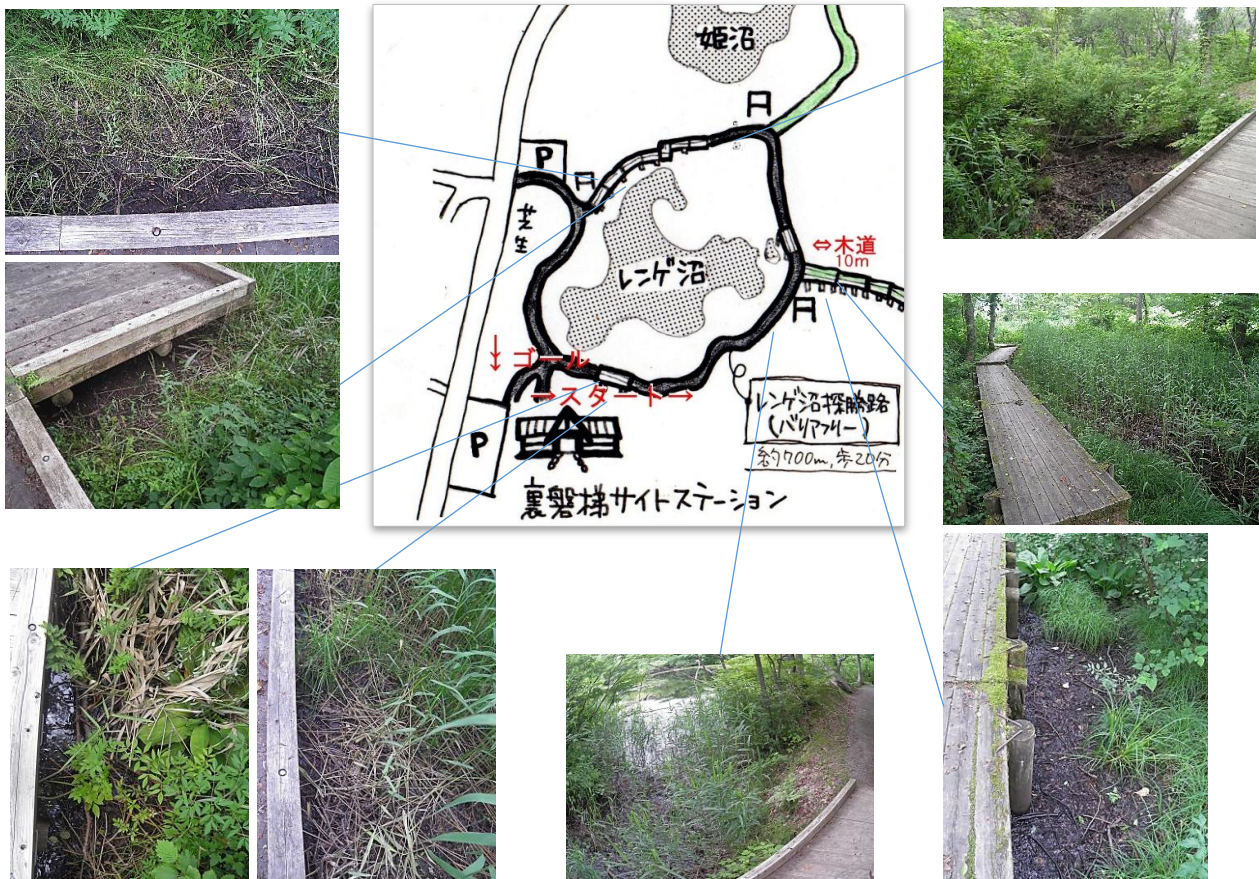 姫沼
P
芝生
レンゲ沼
⇔木道
10m
↓ゴール
→スタート→
レンゲ沼探勝路
(バリアフリー)
約700m,歩20分
P
裏磐梯サイトステーション